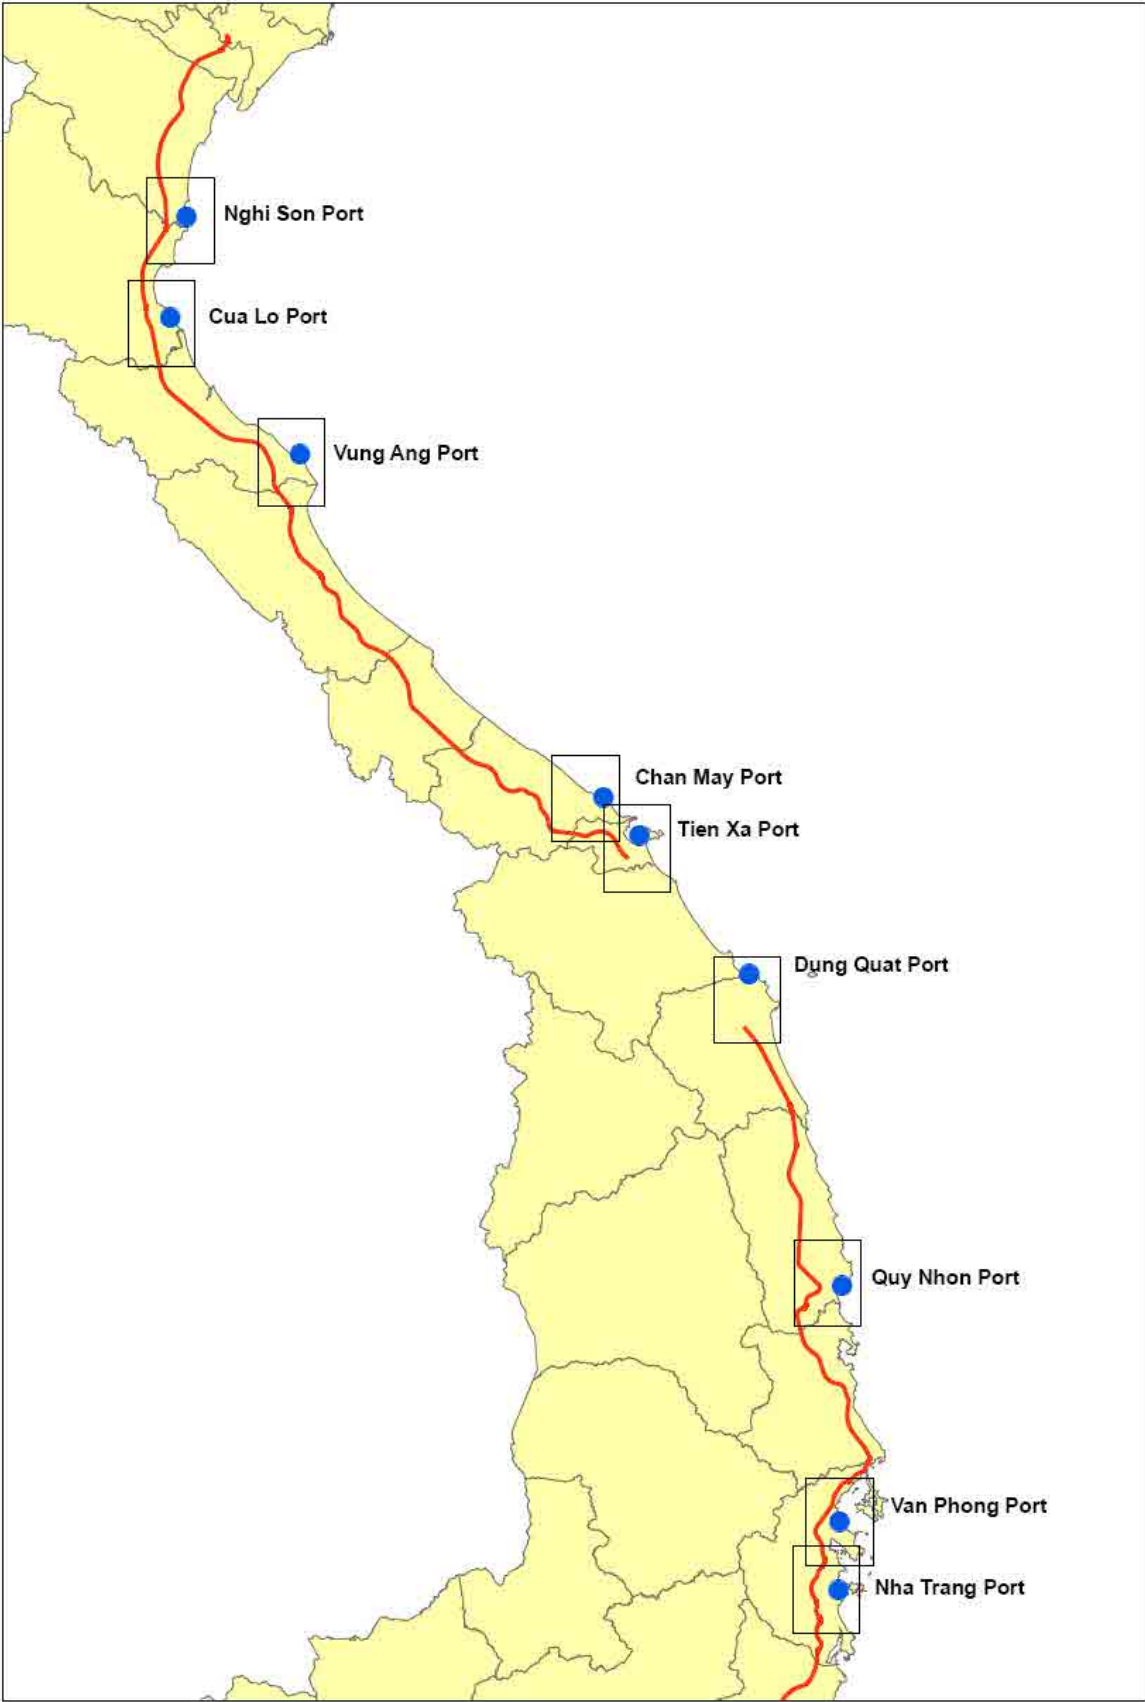 Nghi Son Port
Cua Lo Port
Vung Ang Port
Chan May Port
Tien Xa Port
Dung Quat Port
Quy Nhon Port
Van Phong Port
Nha Trang Port